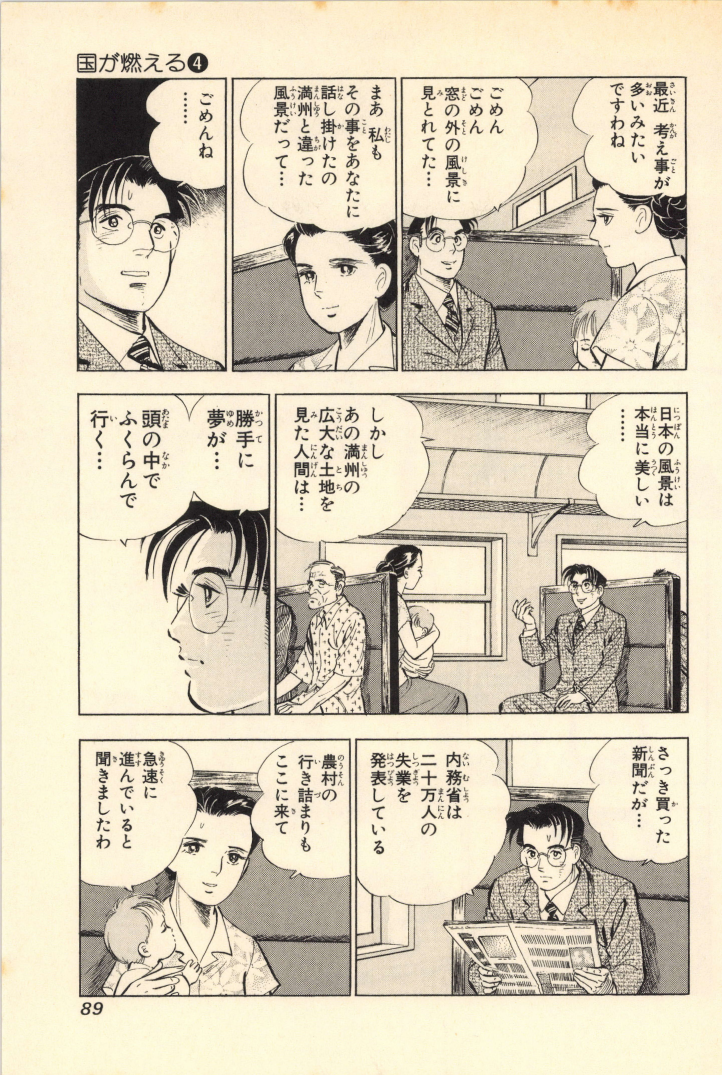 国が燃える❹
最近 考え事が
多いみたい
ですわね
ごめん
ごめん
窓の外の風景に
見とれてた…
まあ 私も
その事をあなたに
話し掛けたの
満州と違った
風景だって…
ごめんね
……
日本の風景は
本当に美しい
……
しかし
あの満州の
広大な土地を
見た人間は…
勝手に
夢が…
頭の中で
ふくらんで
行く…
さっき買った
新聞だが…
内務省は
二十万人の
失業を
発表している
農村の
行き詰まりも
ここに来て
急速に
進んでいると
聞きましたわ
89